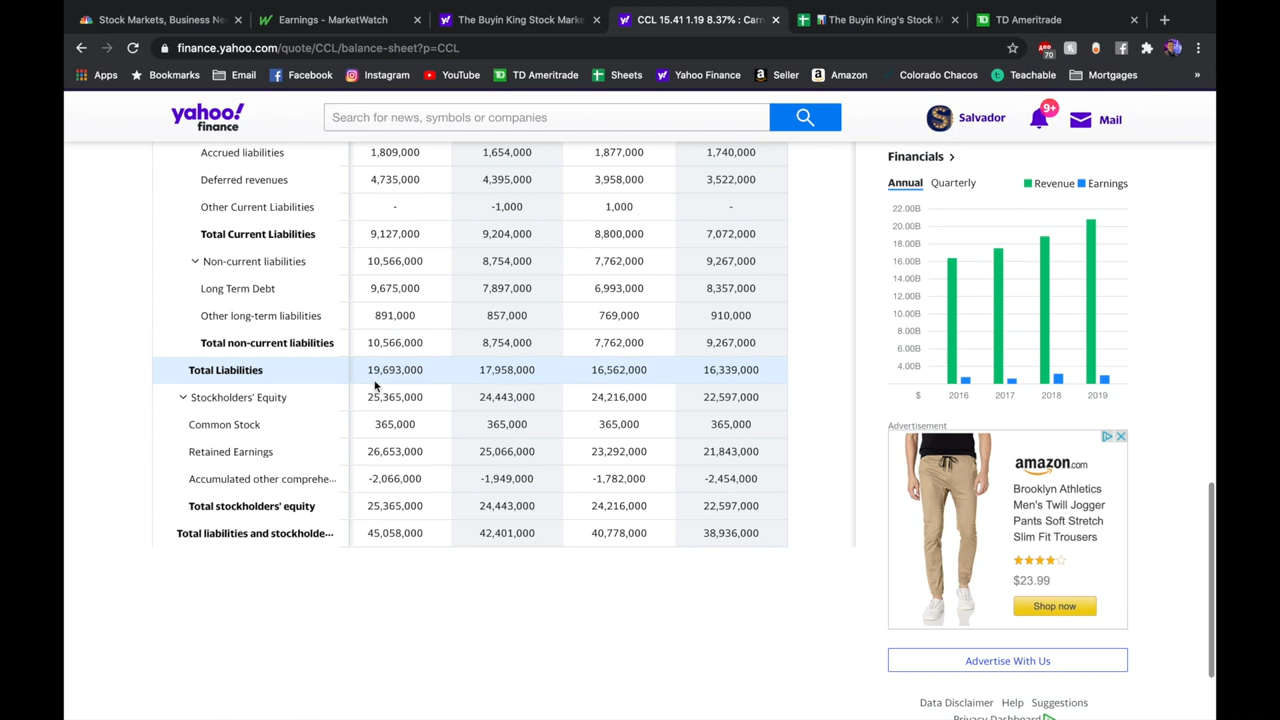 Stock Markets, Business Ne
Earnings - MarketWatch
The Buyin King Stock Marke
CCL 15.41 1.19 8.37% : Carn
The Buyin King's Stock M
TD Ameritrade
finance.yahoo.com/quote/CCL/balance-sheet?p=CCL
70
Apps Bookmarks Email Facebook Instagram YouTube TD Ameritrade Sheets Yahoo Finance Seller Amazon Colorado Chacos Teachable Mortgages »
yahoo!
finance
Search for news, symbols or companies
Salvador
9+
Mail
Accrued liabilities 1,809,000 1,654,000 1,877,000 1,740,000
Deferred revenues 4,735,000 4,395,000 3,958,000 3,522,000
Other Current Liabilities - -1,000 1,000 -
Total Current Liabilities 9,127,000 9,204,000 8,800,000 7,072,000
Non-current liabilities 10,566,000 8,754,000 7,762,000 9,267,000
Long Term Debt 9,675,000 7,897,000 6,993,000 8,357,000
Other long-term liabilities 891,000 857,000 769,000 910,000
Total non-current liabilities 10,566,000 8,754,000 7,762,000 9,267,000
Total Liabilities 19,693,000 17,958,000 16,562,000 16,339,000
Stockholders' Equity 25,365,000 24,443,000 24,216,000 22,597,000
Common Stock 365,000 365,000 365,000 365,000
Retained Earnings 26,653,000 25,066,000 23,292,000 21,843,000
Accumulated other comprehe... -2,066,000 -1,949,000 -1,782,000 -2,454,000
Total stockholders' equity 25,365,000 24,443,000 24,216,000 22,597,000
Total liabilities and stockholde... 45,058,000 42,401,000 40,778,000 38,936,000
Financials
Annual Quarterly Revenue Earnings
22.00B
20.00B
18.00B
16.00B
14.00B
12.00B
10.00B
8.00B
6.00B
4.00B
$ 2016 2017 2018 2019
Advertisement
amazon.com
Brooklyn Athletics
Men's Twill Jogger
Pants Soft Stretch
Slim Fit Trousers
$23.99
Shop now
Advertise With Us
Data Disclaimer Help Suggestions
Privacy Dashboard